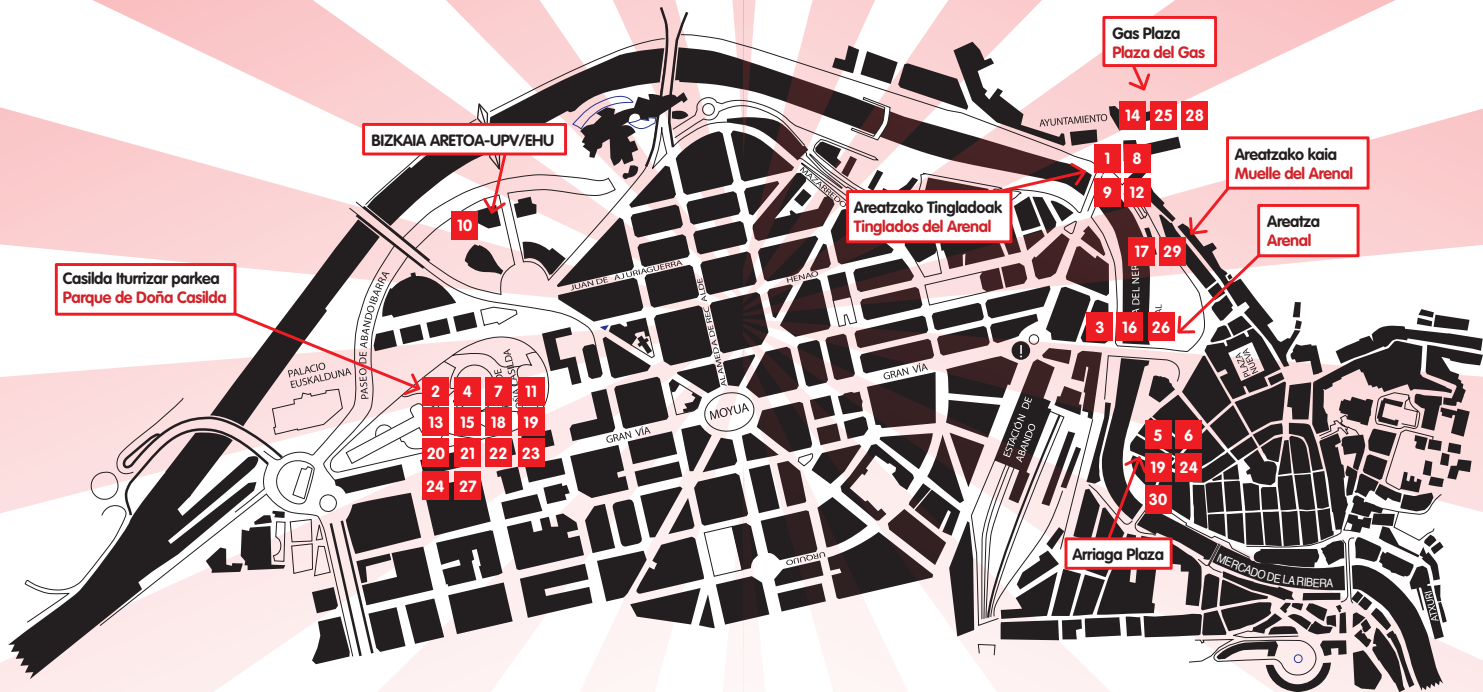 Gas Plaza
Plaza del Gas
AYUNTAMIENTO
14 25 28
BIZKAIA ARETOA-UPV/EHU
10
1 8
9 12
Areatzako kaia
Muelle del Arenal
Areatzako Tingladoak
Tinglados del Arenal
MAZARREDO
Areatza
Arenal
17 29
Casilda Iturrizar parkea
Parque de Doña Casilda
PASEO DE ABANDOIBARRA
JUAN DE AJURIAGUERRA
HENAO
ALAMEDA DE RECALDE
3 16 26
PLAZA
NUEVA
PALACIO
EUSKALDUNA
GRAN VÍA
2 4 7 11
13 15 18 19
20 21 22 23
24 27
MOYUA
GRAN VÍA
ESTACIÓN DE
ABANDO
5 6
19 24
30
Arriaga Plaza
URQUIJO
MERCADO DE LA RIBERA
ATXURI